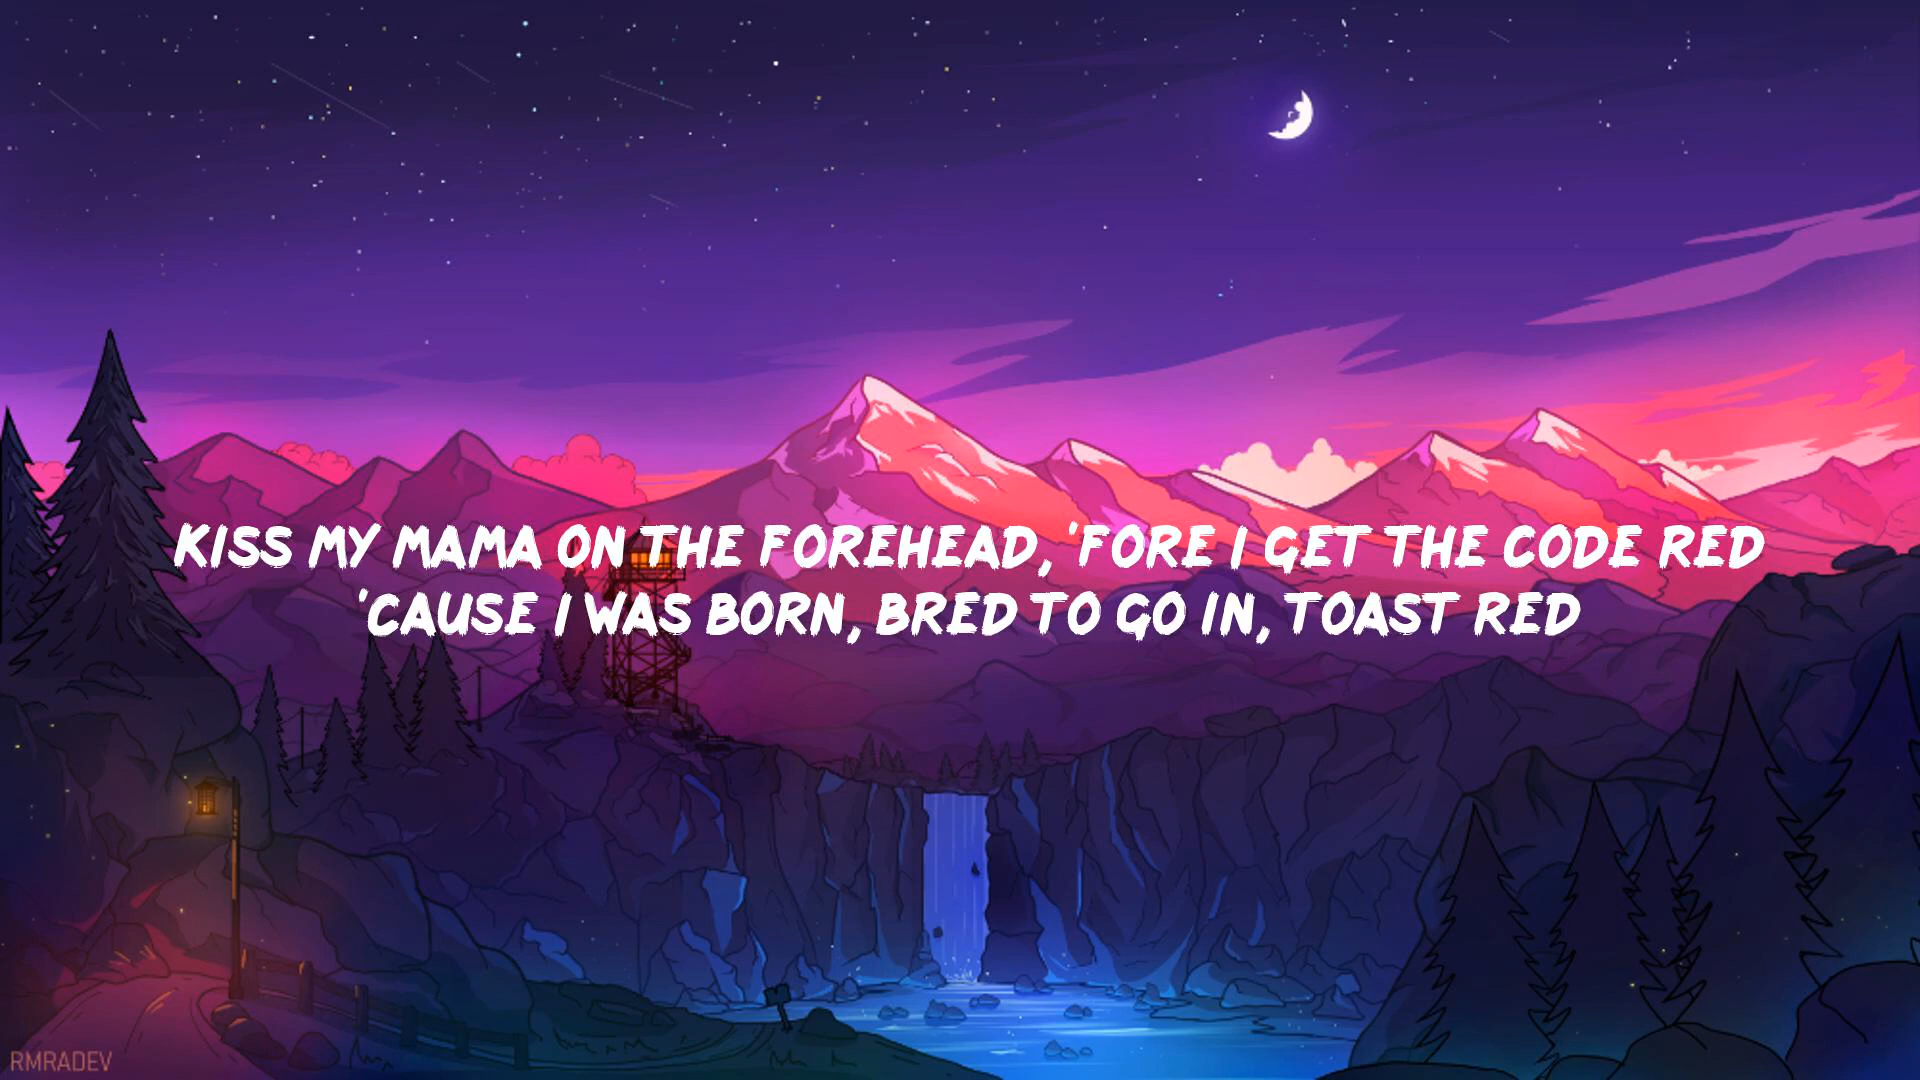 KISS MY MAMA ON THE FOREHEAD, 'FORE I GET THE CODE RED
'CAUSE I WAS BORN, BRED TO GO IN, TOAST RED
RMRADEV